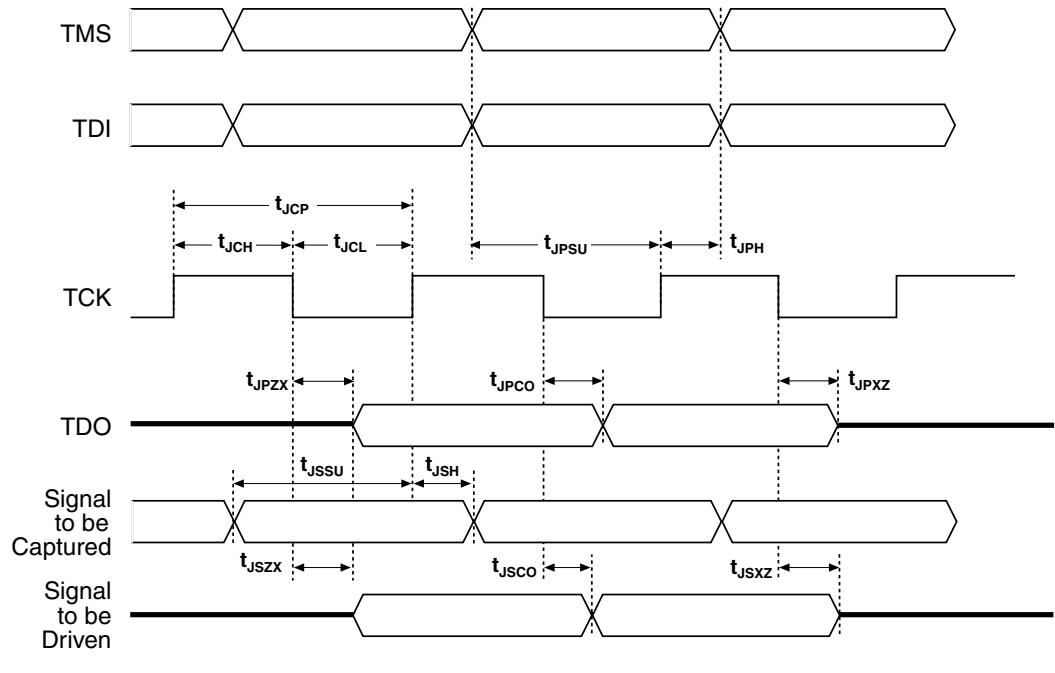 TMS
TDI
tJCP
tJCH
tJCL
tJPSU
tJPH
TCK
tJPZX
tJPCO
tJPXZ
TDO
tJSSU
tJSH
Signal
to be
Captured
tJSZX
tJSCO
tJSXZ
Signal
to be
Driven